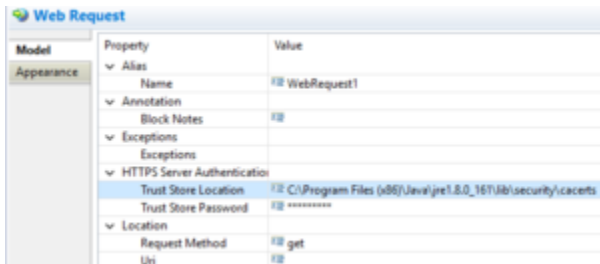 Web Request
Model
Appearance
Property Value
Alias
Name WebRequest1
Annotation
Block Notes
Exceptions
Exceptions
HTTPS Server Authentication
Trust Store Location C:\Program Files (x86)\Java\jre1.8.0_161\lib\security\cacerts
Trust Store Password *********
Location
Request Method get
Uri